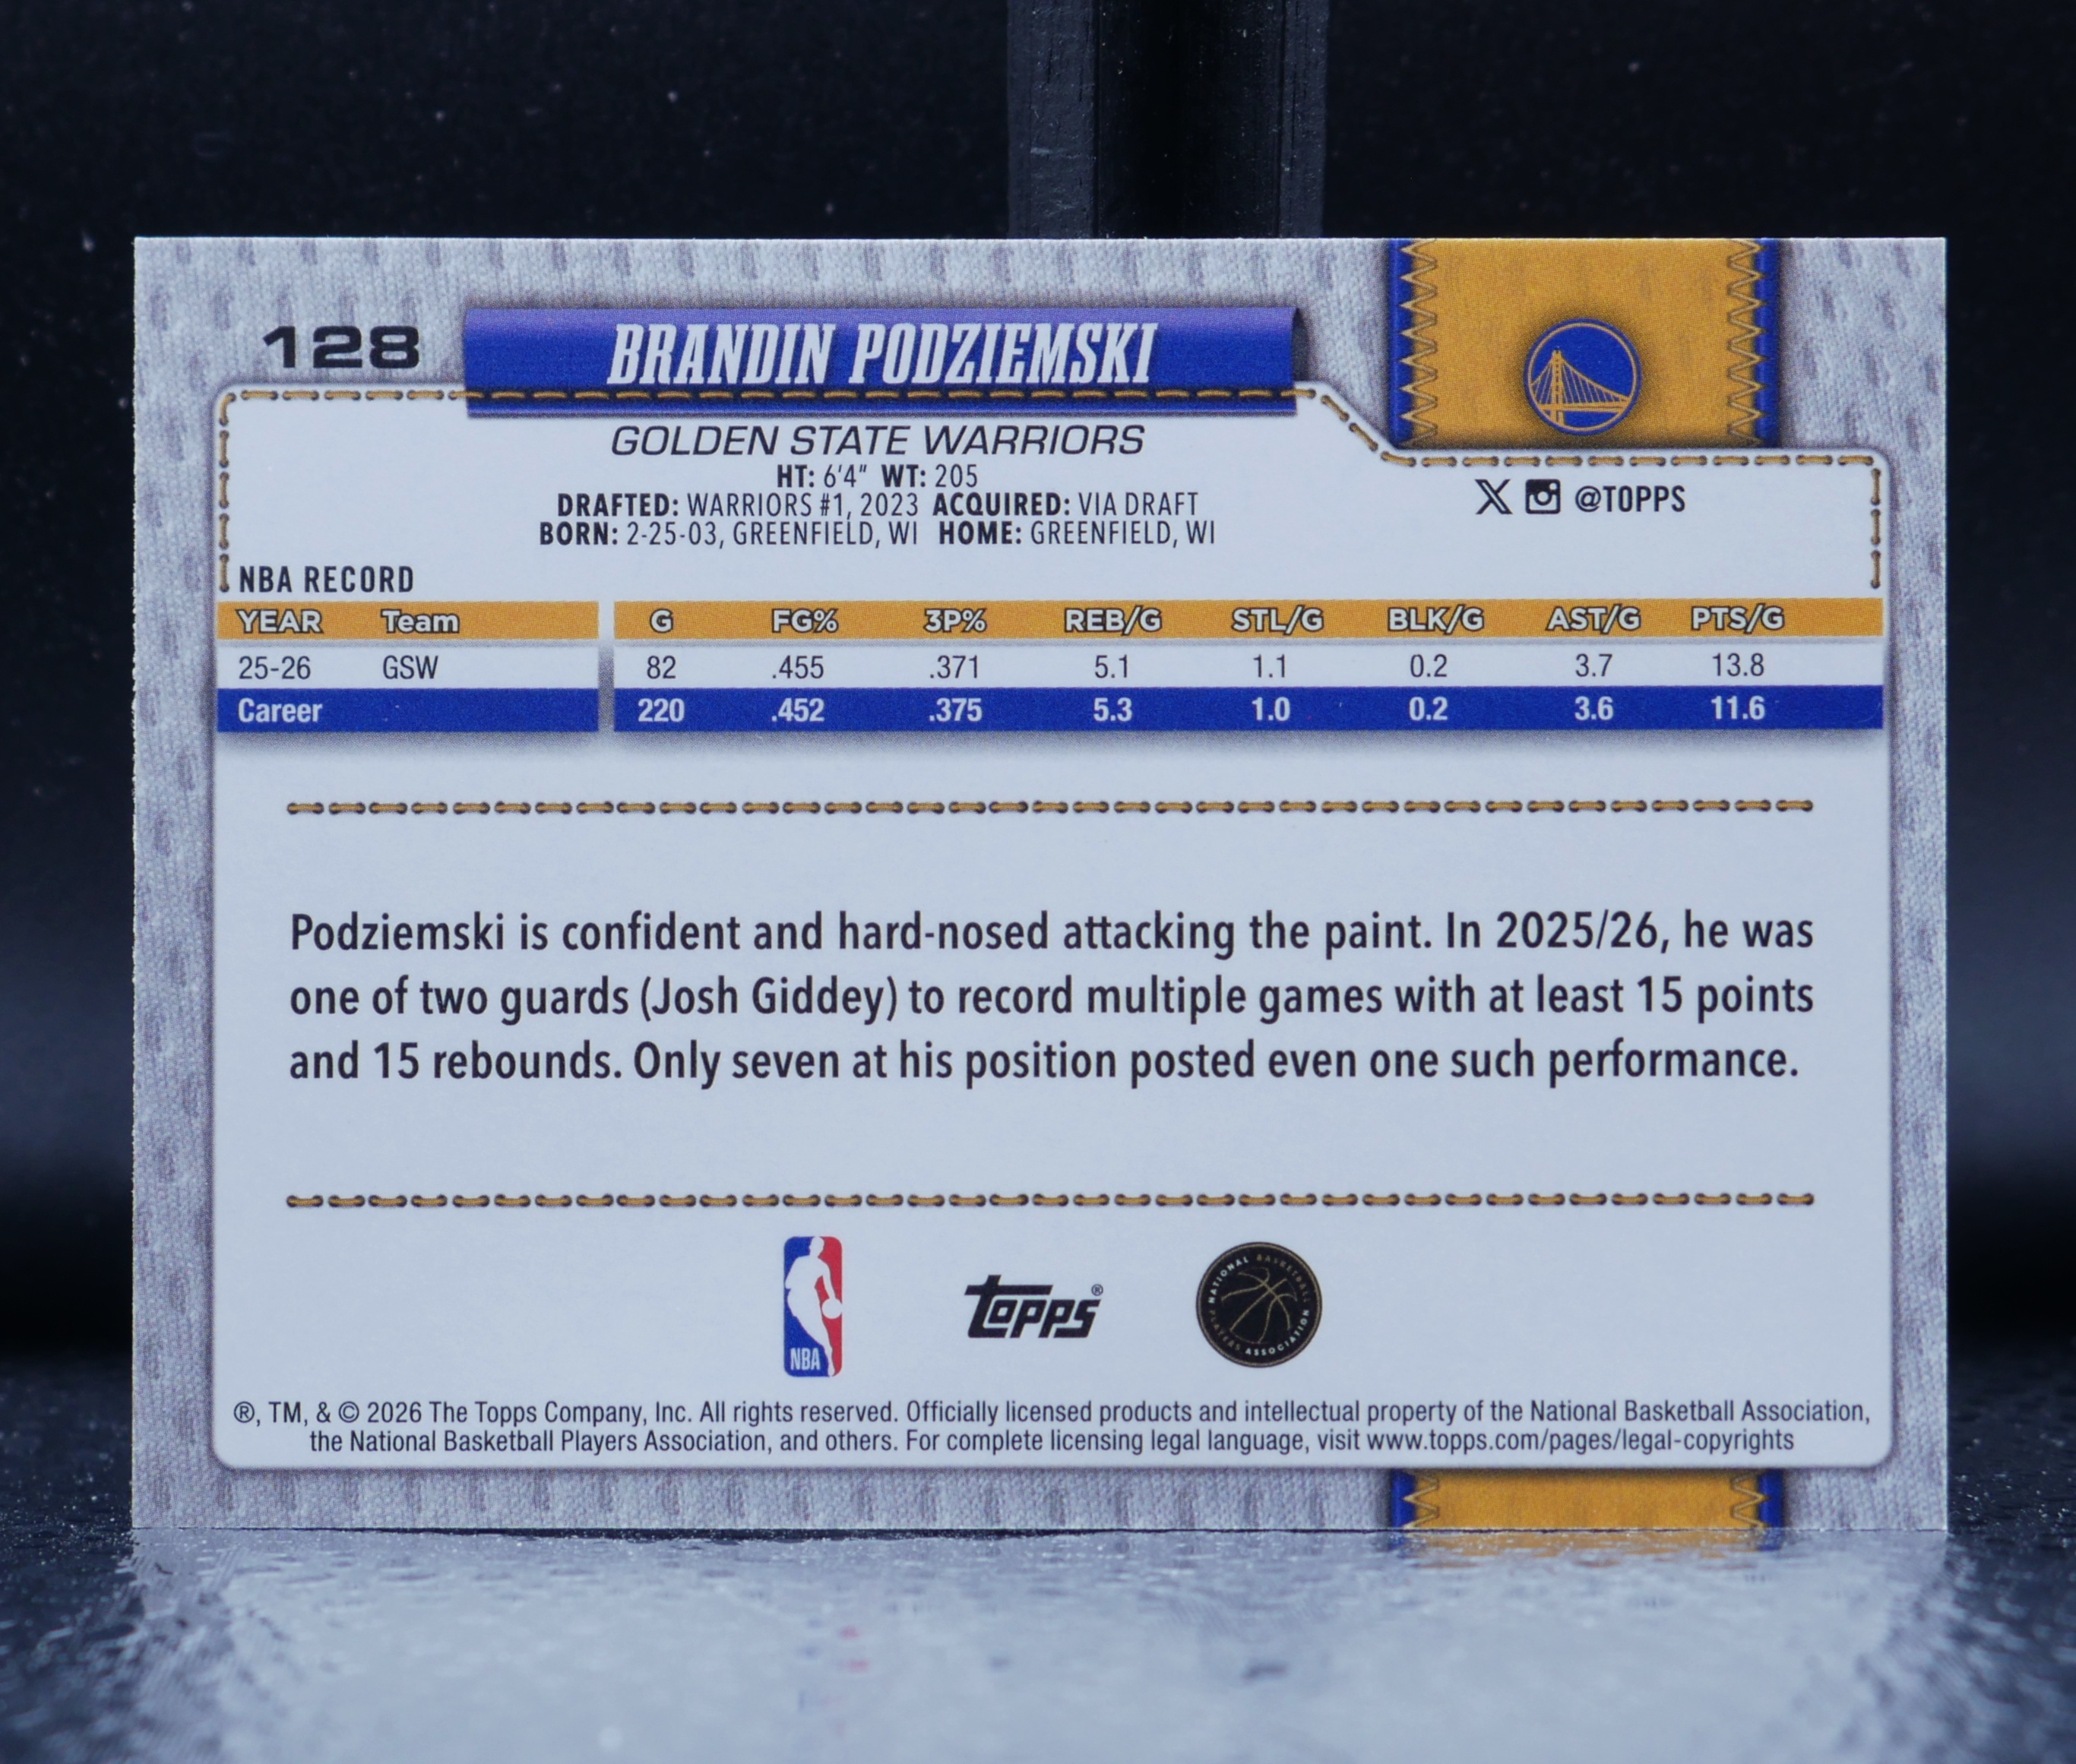 128
BRANDIN PODZIEMSKI
GOLDEN STATE WARRIORS
HT: 6'4" WT: 205
DRAFTED: WARRIORS #1, 2023 ACQUIRED: VIA DRAFT
BORN: 2-25-03, GREENFIELD, WI HOME: GREENFIELD, WI
@TOPPS
NBA RECORD
YEAR Team G FG% 3P% REB/G STL/G BLK/G AST/G PTS/G
25-26 GSW 82 .455 .371 5.1 1.1 0.2 3.7 13.8
Career 220 .452 .375 5.3 1.0 0.2 3.6 11.6
Podziemski is confident and hard-nosed attacking the paint. In 2025/26, he was
one of two guards (Josh Giddey) to record multiple games with at least 15 points
and 15 rebounds. Only seven at his position posted even one such performance.
NBA
Topps®
NATIONAL BASKETBALL PLAYERS ASSOCIATION
®, TM, & © 2026 The Topps Company, Inc. All rights reserved. Officially licensed products and intellectual property of the National Basketball Association,
the National Basketball Players Association, and others. For complete licensing legal language, visit www.topps.com/pages/legal-copyrights